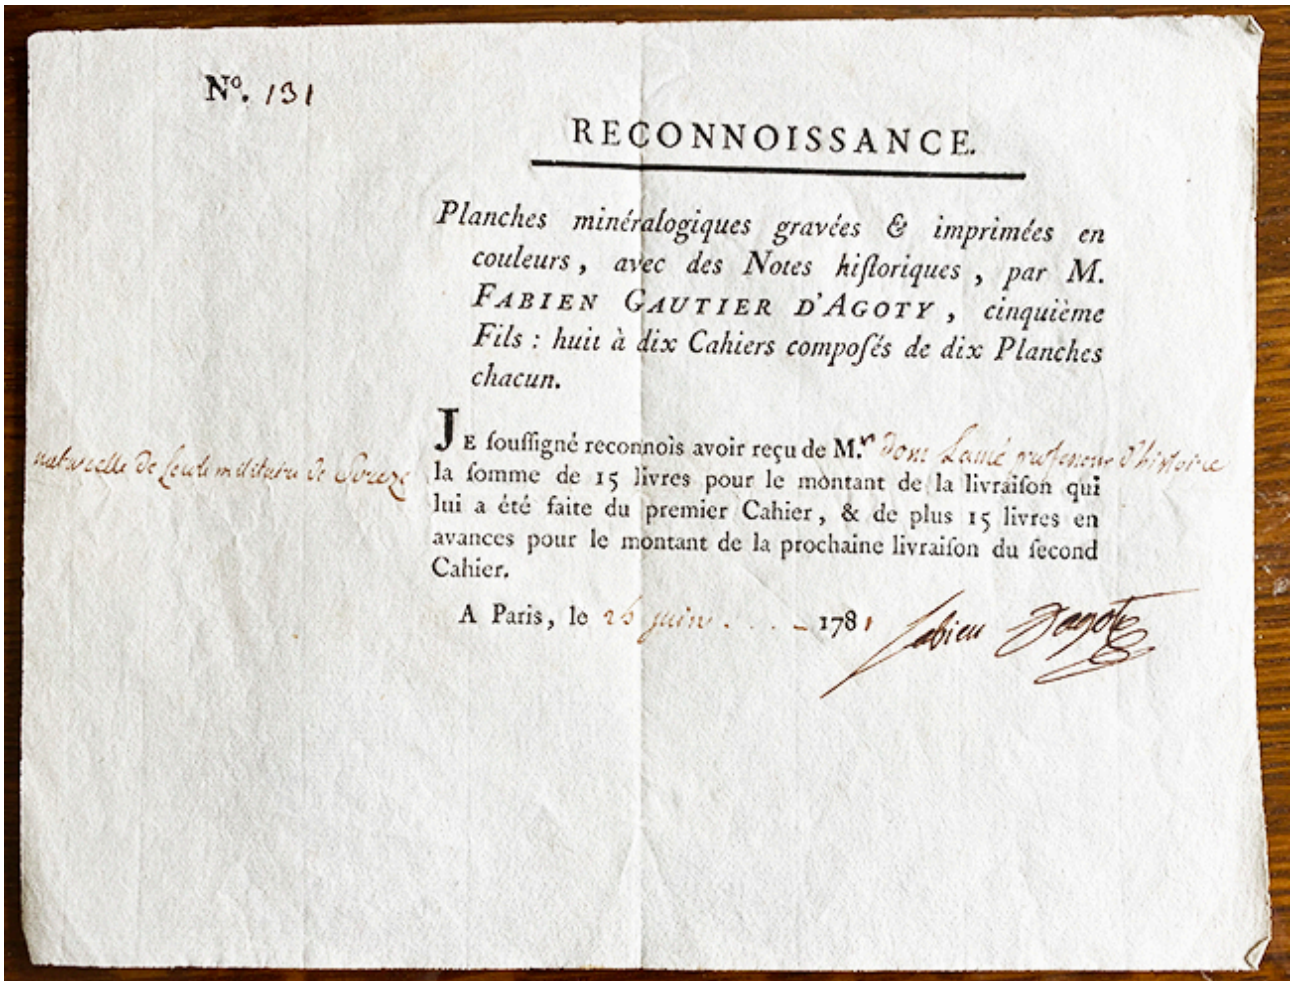 Nº. 131
RECONNOISSANCE.
Planches minéralogiques gravées & imprimées en
couleurs, avec des Notes hiſtoriques, par M.
FABIEN GAUTIER D'AGOTY, cinquième
Fils : huit à dix Cahiers compoſés de dix Planches
chacun.
JE ſouſſigné reconnois avoir reçu de M.r dom professeur d'histoire
naturelle de militaire de Soreze
la ſomme de 15 livres pour le montant de la livraiſon qui
lui a été faite du premier Cahier, & de plus 15 livres en
avances pour le montant de la prochaine livraiſon du ſecond
Cahier.
A Paris, le juin . . . - 1781 fabien Dagoty